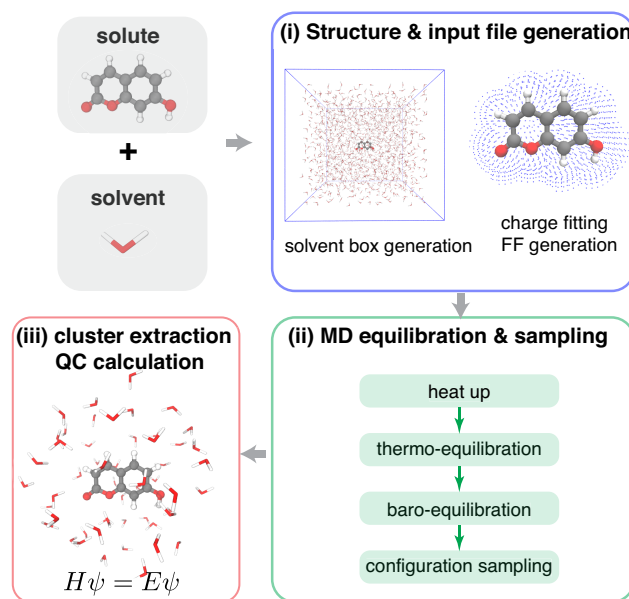 solute
+
solvent
(i) Structure & input file generation
solvent box generation
charge fitting
FF generation
(ii) MD equilibration & sampling
heat up
thermo-equilibration
baro-equilibration
configuration sampling
(iii) cluster extraction
QC calculation
Hψ = Eψ